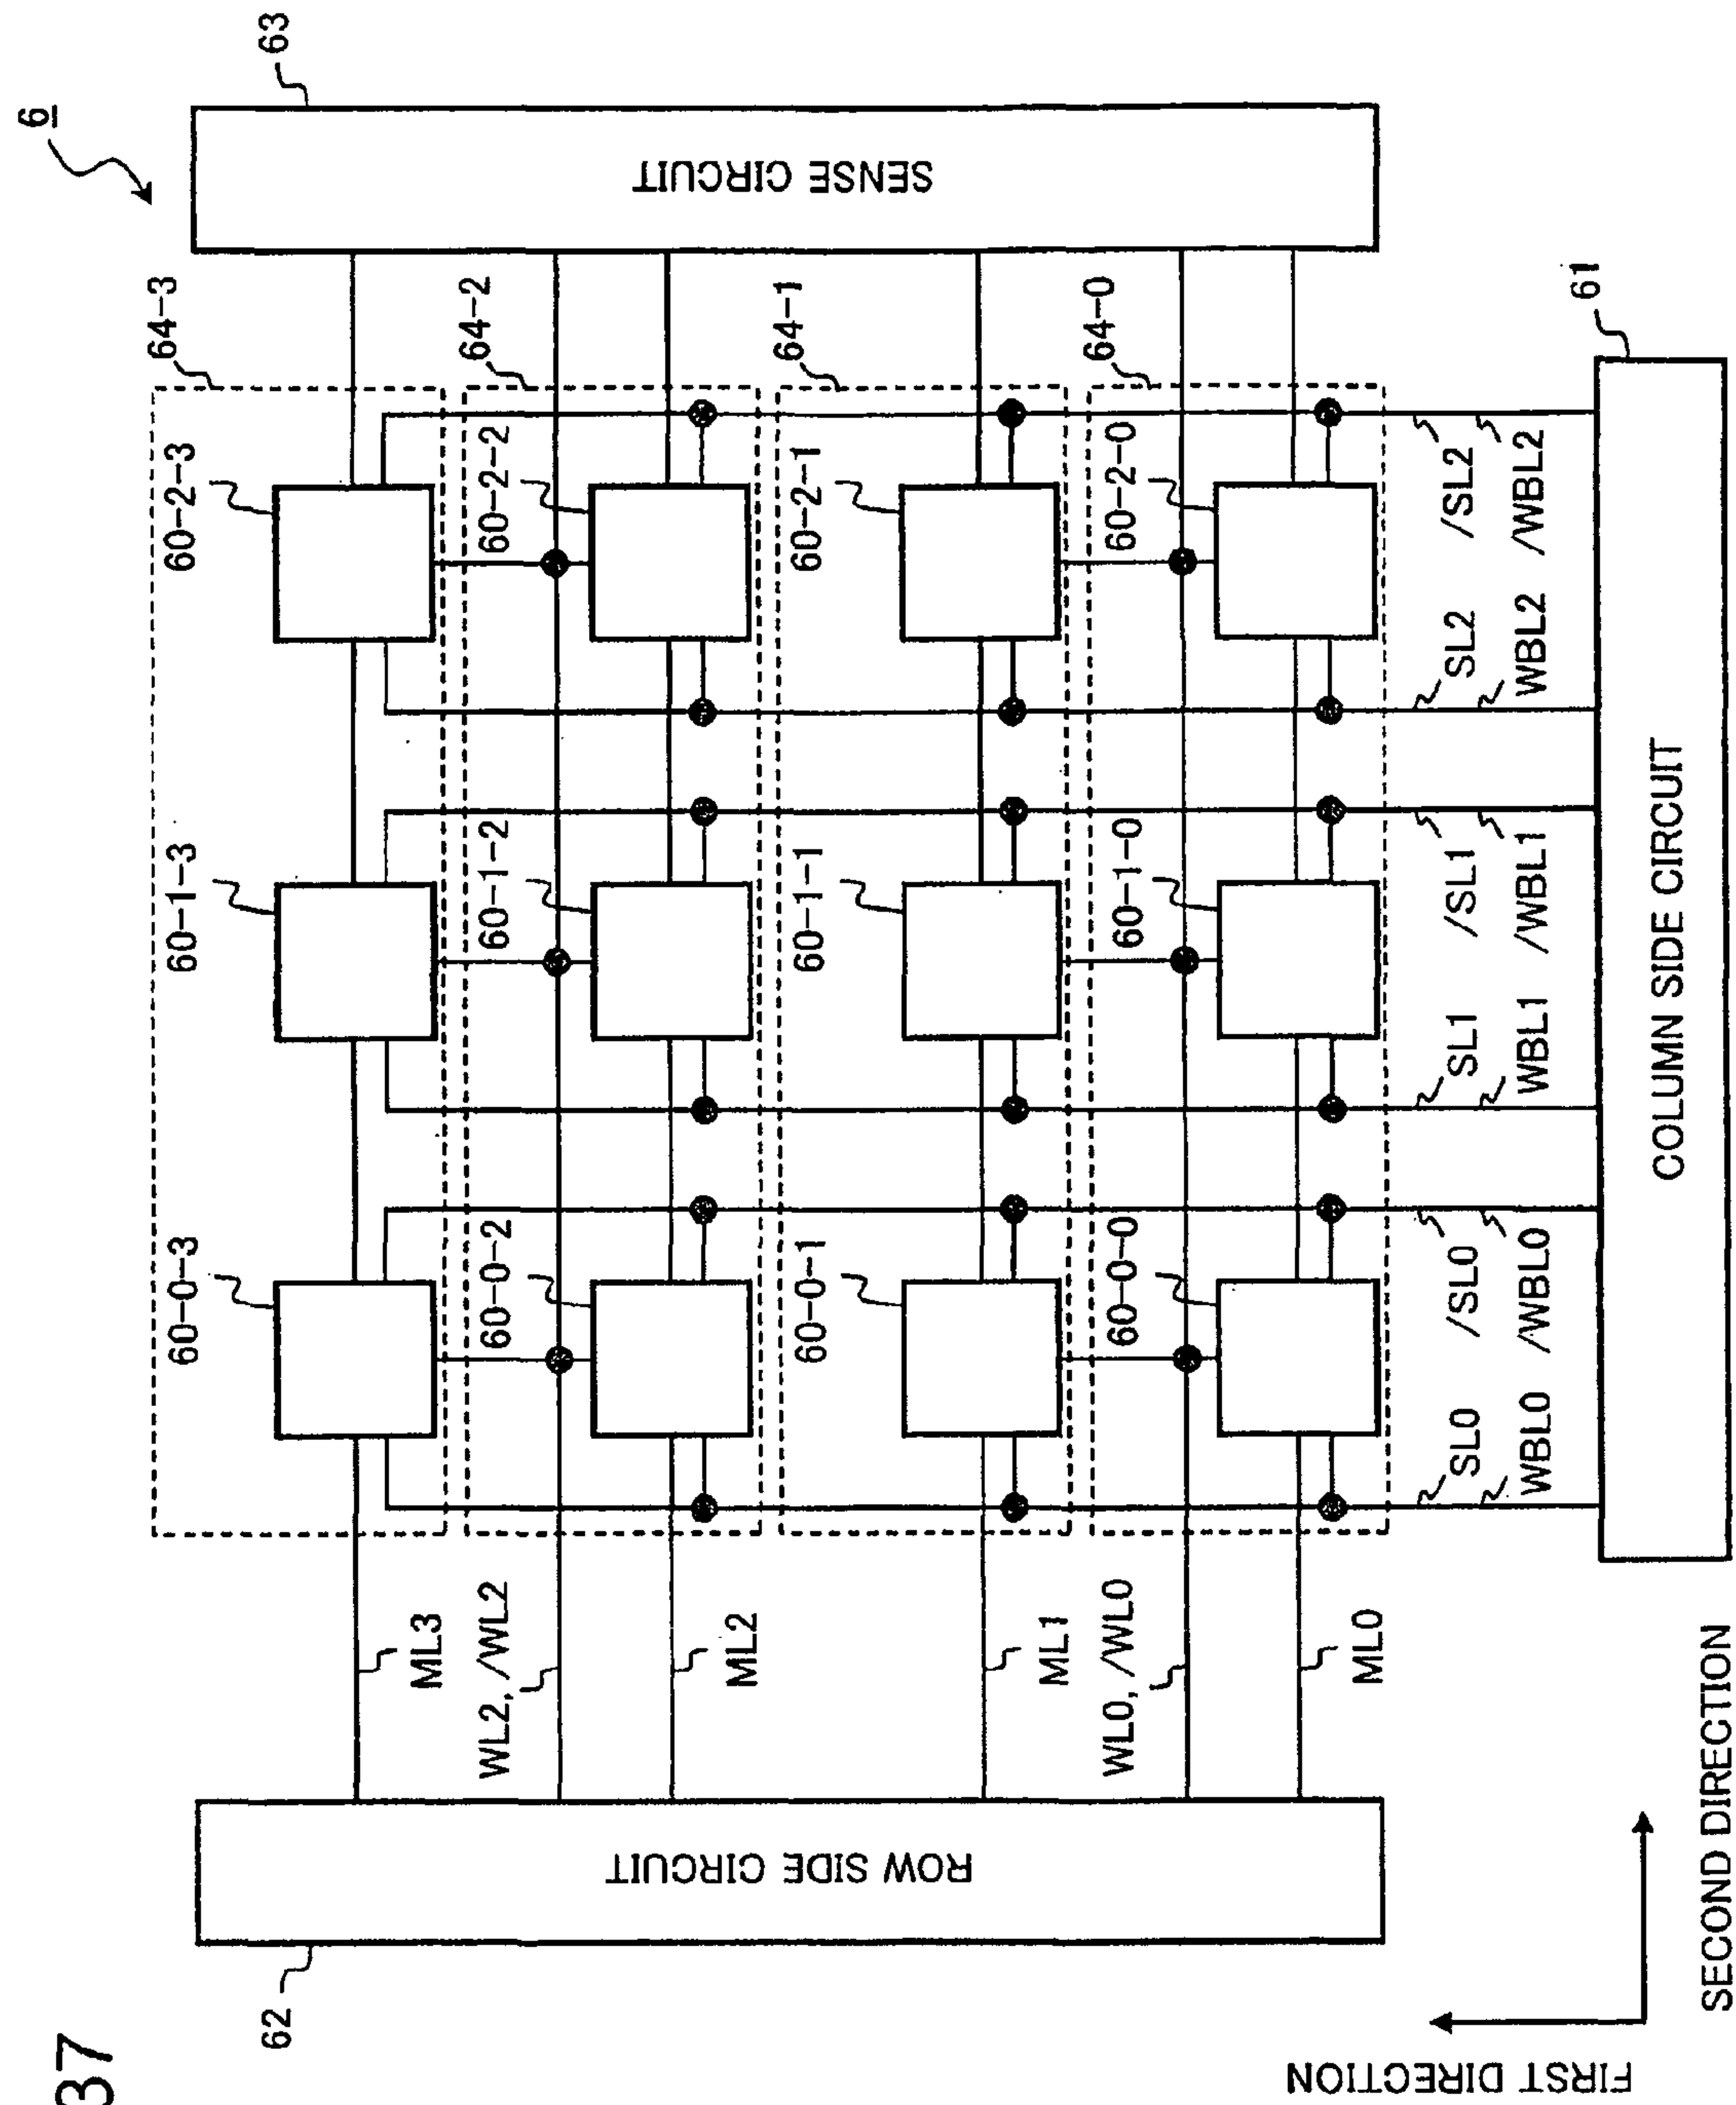 37
6
63
64-3
64-2
64-1
64-0
SENSE CIRCUIT
60-0-3
60-1-3
60-2-3
60-0-2
60-1-2
60-2-2
60-0-1
60-1-1
60-2-1
60-0-0
60-1-0
60-2-0
62
ROW SIDE CIRCUIT
ML3
WL2, /WL2
ML2
ML1
WL0, /WL0
ML0
SL0 /SL0
WBL0 /WBL0
SL1 /SL1
WBL1 /WBL1
SL2 /SL2
WBL2 /WBL2
61
COLUMN SIDE CIRCUIT
FIRST DIRECTION
SECOND DIRECTION